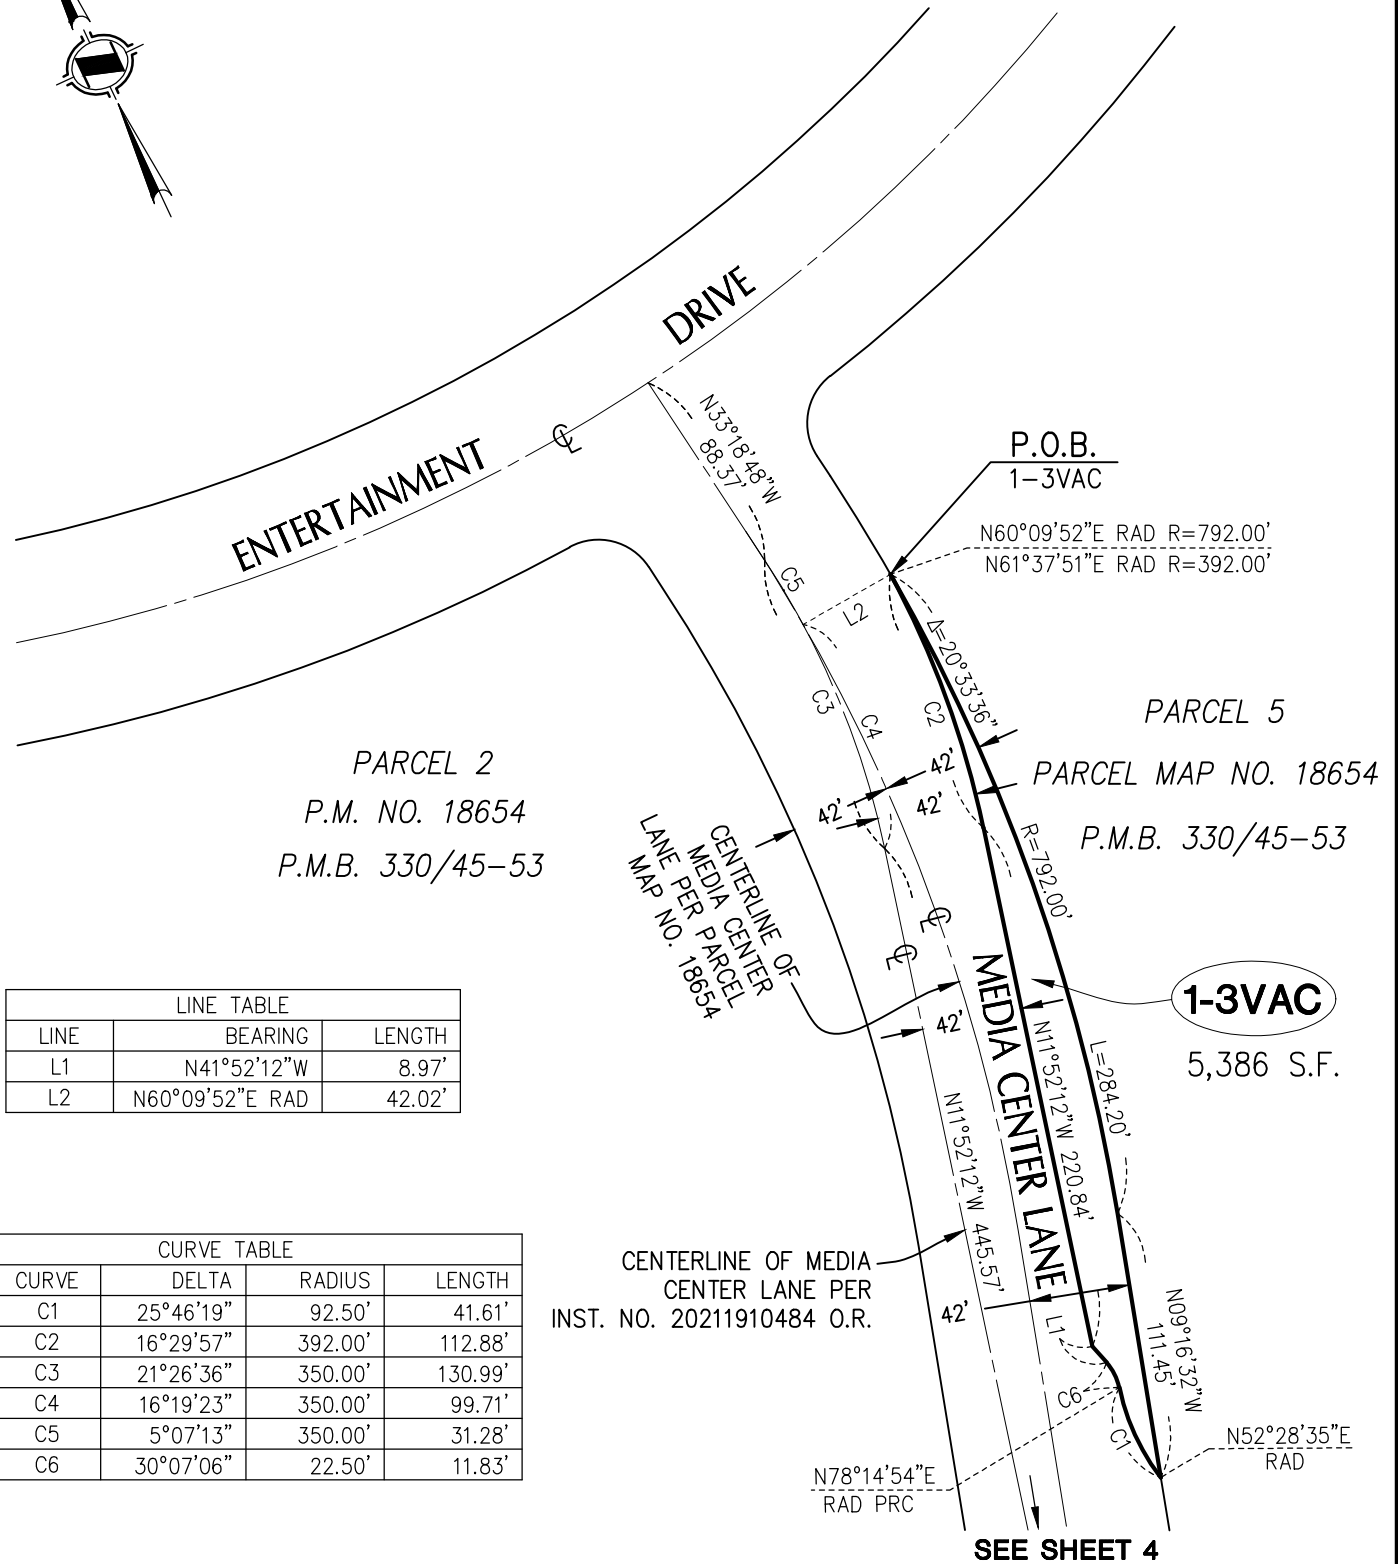 ENTERTAINMENT
DRIVE
℄
N33°18'48"W
88.37'
P.O.B.
1-3VAC
N60°09'52"E RAD R=792.00'
N61°37'51"E RAD R=392.00'
C5
L2
Δ=20°33'36"
C3
C4
C2
PARCEL 5
PARCEL MAP NO. 18654
P.M.B. 330/45-53
PARCEL 2
P.M. NO. 18654
P.M.B. 330/45-53
42'
42'
42'
R=792.00'
CENTERLINE OF
MEDIA CENTER
LANE PER PARCEL
MAP NO. 18654
℄
℄
MEDIA CENTER LANE
1-3VAC
5,386 S.F.
42'
N11°52'12"W 220.84'
L=284.20'
N11°52'12"W 445.57'
LINE TABLE
LINE BEARING LENGTH
L1 N41°52'12"W 8.97'
L2 N60°09'52"E RAD 42.02'
CURVE TABLE
CURVE DELTA RADIUS LENGTH
C1 25°46'19" 92.50' 41.61'
C2 16°29'57" 392.00' 112.88'
C3 21°26'36" 350.00' 130.99'
C4 16°19'23" 350.00' 99.71'
C5 5°07'13" 350.00' 31.28'
C6 30°07'06" 22.50' 11.83'
CENTERLINE OF MEDIA
CENTER LANE PER
INST. NO. 20211910484 O.R.
42'
L1
N09°16'32"W
111.45'
C6
C1
N52°28'35"E
RAD
N78°14'54"E
RAD PRC
SEE SHEET 4